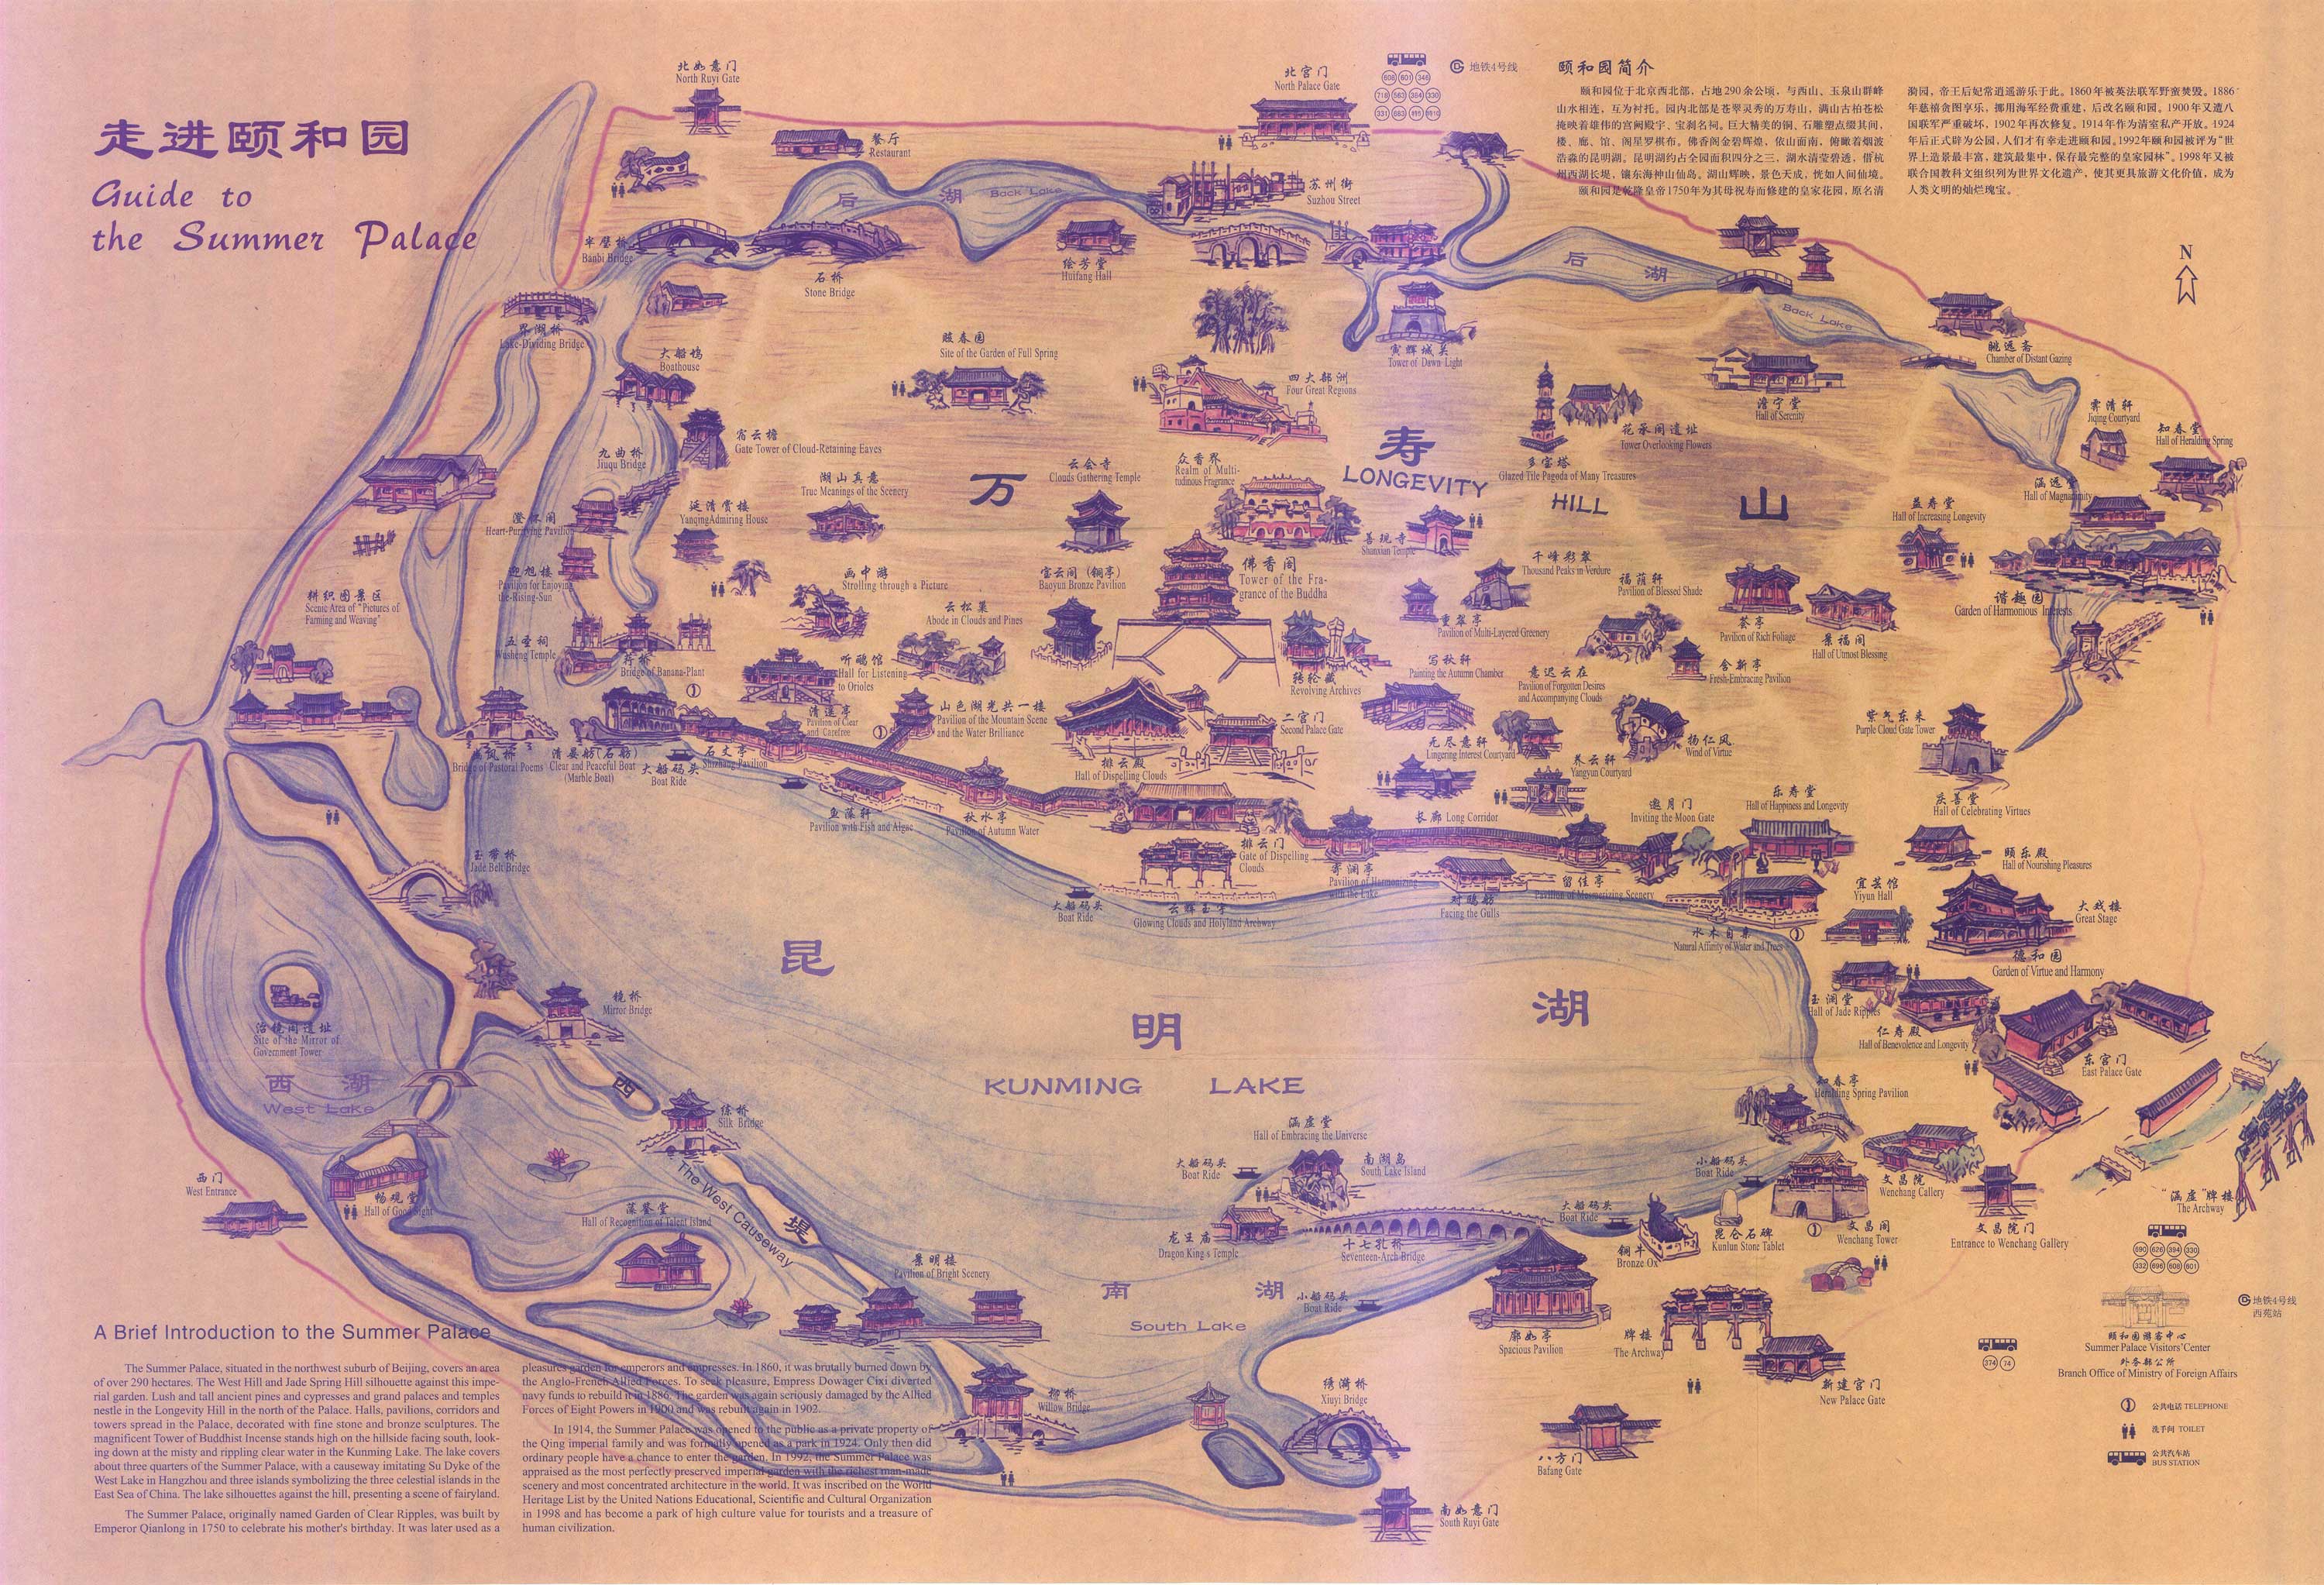 走进颐和园
Guide to
the Summer Palace
北如意门
North Ruyi Gate
餐厅
Restaurant
北宫门
North Palace Gate
地铁4号线
颐和园简介
颐和园位于北京西北部，占地290余公顷，与西山、玉泉山群峰
山水相连，互为衬托。园内北部是苍翠灵秀的万寿山，满山古柏苍松
掩映着雄伟的宫阙殿宇、宝刹名祠。巨大精美的铜、石雕塑点缀其间，
楼、廊、馆、阁星罗棋布。佛香阁金碧辉煌，依山面南，俯瞰着烟波
浩淼的昆明湖。昆明湖约占全园面积四分之三，湖水清莹碧透，借杭
州西湖长堤，镶东海神山仙岛。湖山辉映，景色天成，恍如人间仙境。
颐和园是乾隆皇帝1750年为其母祝寿而修建的皇家花园，原名清
漪园，帝王后妃常逍遥游乐于此。1860年被英法联军野蛮焚毁。1886
年慈禧贪图享乐，挪用海军经费重建，后改名颐和园。1900年又遭八
国联军严重破坏，1902年再次修复。1914年作为清室私产开放。1924
年后正式辟为公园，人们才有幸走进颐和园。1992年颐和园被评为“世
界上造景最丰富，建筑最集中，保存最完整的皇家园林”。1998年又被
联合国教科文组织列为世界文化遗产，使其更具旅游文化价值，成为
人类文明的灿烂瑰宝。
N
后 湖 Back Lake
苏州街
Suzhou Street
半壁桥
Banbi Bridge
石桥
Stone Bridge
绘芳堂
Huifang Hall
后 湖
Back Lake
界湖桥
Lake-Dividing Bridge
大船坞
Boathouse
赅春园
Site of the Garden of Full Spring
四大部洲
Four Great Regions
寅辉城关
Tower of Dawn Light
眺远斋
Chamber of Distant Gazing
澹宁堂
Hall of Serenity
霁清轩
Jiqing Courtyard
知春堂
Hall of Heralding Spring
花承阁遗址
Tower Overlooking Flowers
多宝塔
Glazed Tile Pagoda of Many Treasures
宿云檐
Gate Tower of Cloud-Retaining Eaves
九曲桥
Jiuqu Bridge
湖山真意
True Meanings of the Scenery
云会寺
Clouds Gathering Temple
众香界
Realm of Multi-
tudinous Fragrance
万 寿 山
LONGEVITY HILL
涵远堂
Hall of Magnanimity
益寿堂
Hall of Increasing Longevity
澄怀阁
Heart-Purifying Pavilion
延清赏楼
YanqingAdmiring House
善现寺
Shanxian Temple
千峰彩翠
Thousand Peaks in Verdure
迎旭楼
Pavilion for Enjoying
the-Rising-Sun
画中游
Strolling through a Picture
宝云阁 (铜亭)
Baoyun Bronze Pavilion
佛香阁
Tower of the Fra-
grance of the Buddha
福荫轩
Pavilion of Blessed Shade
谐趣园
Garden of Harmonious Interests
耕织图景区
Scenic Area of "Pictures of
Farming and Weaving"
云松巢
Abode in Clouds and Pines
重翠亭
Pavilion of Multi-Layered Greenery
荟亭
Pavilion of Rich Foliage
景福阁
Hall of Utmost Blessing
五圣祠
Wusheng Temple
荇桥
Bridge of Banana-Plant
听鹂馆
Hall for Listening
to Orioles
转轮藏
Revolving Archives
写秋轩
Painting the Autumn Chamber
意迟云在
Pavilion of Forgotten Desires
and Accompanying Clouds
含新亭
Fresh-Embracing Pavilion
清遥亭
Pavilion of Clear
and Carefree
山色湖光共一楼
Pavilion of the Mountain Scene
and the Water Brilliance
二宫门
Second Palace Gate
紫气东来
Purple Cloud Gate Tower
Bridge of Pastoral Poems
清晏舫(石舫)
Clear and Peaceful Boat
(Marble Boat)
大船码头
Boat Ride
石丈亭
Shizhang Pavilion
排云殿
Hall of Dispelling Clouds
无尽意轩
Lingering Interest Courtyard
养云轩
Yangyun Courtyard
扬仁风
Wind of Virtue
鱼藻轩
Pavilion with Fish and Algae
秋水亭
Pavilion of Autumn Water
长廊 Long Corridor
邀月门
Inviting the Moon Gate
乐寿堂
Hall of Happiness and Longevity
庆善堂
Hall of Celebrating Virtues
玉带桥
Jade Belt Bridge
排云门
Gate of Dispelling
Clouds
寄澜亭
Pavilion of Harmonizing
with the Lake
对鸥舫
Facing the Gulls
留佳亭
Pavilion of Mesmerizing Scenery
颐乐殿
Hall of Nourishing Pleasures
宜芸馆
Yiyun Hall
大戏楼
Great Stage
大船码头
Boat Ride
云辉玉宇
Glowing Clouds and Holyland Archway
水木自亲
Natural Affinity of Water and Trees
德和园
Garden of Virtue and Harmony
昆 明 湖
KUNMING LAKE
镜桥
Mirror Bridge
治镜阁遗址
Site of the Mirror of
Government Tower
西 湖
West Lake
玉澜堂
Hall of Jade Ripples
仁寿殿
Hall of Benevolence and Longevity
东宫门
East Palace Gate
西 堤
The West Causeway
练桥
Silk Bridge
知春亭
Heralding Spring Pavilion
涵虚堂
Hall of Embracing the Universe
大船码头
Boat Ride
南湖岛
South Lake Island
小船码头
Boat Ride
西门
West Entrance
畅观堂
Hall of Good Sight
藻鉴堂
Hall of Recognition of Talent Island
文昌院
Wenchang Callery
“涵虚”牌楼
The Archway
大船码头
Boat Ride
龙王庙
Dragon King's Temple
十七孔桥
Seventeen-Arch Bridge
铜牛
Bronze Ox
昆仑石碑
Kunlun Stone Tablet
文昌阁
Wenchang Tower
文昌院门
Entrance to Wenchang Gallery
景明楼
Pavilion of Bright Scenery
南 湖
South Lake
小船码头
Boat Ride
廓如亭
Spacious Pavilion
牌楼
The Archway
新建宫门
New Palace Gate
地铁4号线
西苑站
颐和园游客中心
Summer Palace Visitors'Center
外务部公所
Branch Office of Ministry of Foreign Affairs
374 74
柳桥
Willow Bridge
绣漪桥
Xiuyi Bridge
八方门
Bafang Gate
南如意门
South Ruyi Gate
公共电话 TELEPHONE
洗手间 TOILET
公共汽车站
BUS STATION
A Brief Introduction to the Summer Palace
The Summer Palace, situated in the northwest suburb of Beijing, covers an area
of over 290 hectares. The West Hill and Jade Spring Hill silhouette against this impe-
rial garden. Lush and tall ancient pines and cypresses and grand palaces and temples
nestle in the Longevity Hill in the north of the Palace. Halls, pavilions, corridors and
towers spread in the Palace, decorated with fine stone and bronze sculptures. The
magnificent Tower of Buddhist Incense stands high on the hillside facing south, look-
ing down at the misty and rippling clear water in the Kunming Lake. The lake covers
about three quarters of the Summer Palace, with a causeway imitating Su Dyke of the
West Lake in Hangzhou and three islands symbolizing the three celestial islands in the
East Sea of China. The lake silhouettes against the hill, presenting a scene of fairyland.
The Summer Palace, originally named Garden of Clear Ripples, was built by
Emperor Qianlong in 1750 to celebrate his mother's birthday. It was later used as a
pleasures garden for emperors and empresses. In 1860, it was brutally burned down by
the Anglo-French Allied Forces. To seek pleasure, Empress Dowager Cixi diverted
navy funds to rebuild it in 1886. The garden was again seriously damaged by the Allied
Forces of Eight Powers in 1900 and was rebuilt again in 1902.
In 1914, the Summer Palace was opened to the public as a private property of
the Qing imperial family and was formally opened as a park in 1924. Only then did
ordinary people have a chance to enter the garden. In 1992, the Summer Palace was
appraised as the most perfectly preserved imperial garden with the richest man-made
scenery and most concentrated architecture in the world. It was inscribed on the World
Heritage List by the United Nations Educational, Scientific and Cultural Organization
in 1998 and has become a park of high culture value for tourists and a treasure of
human civilization.